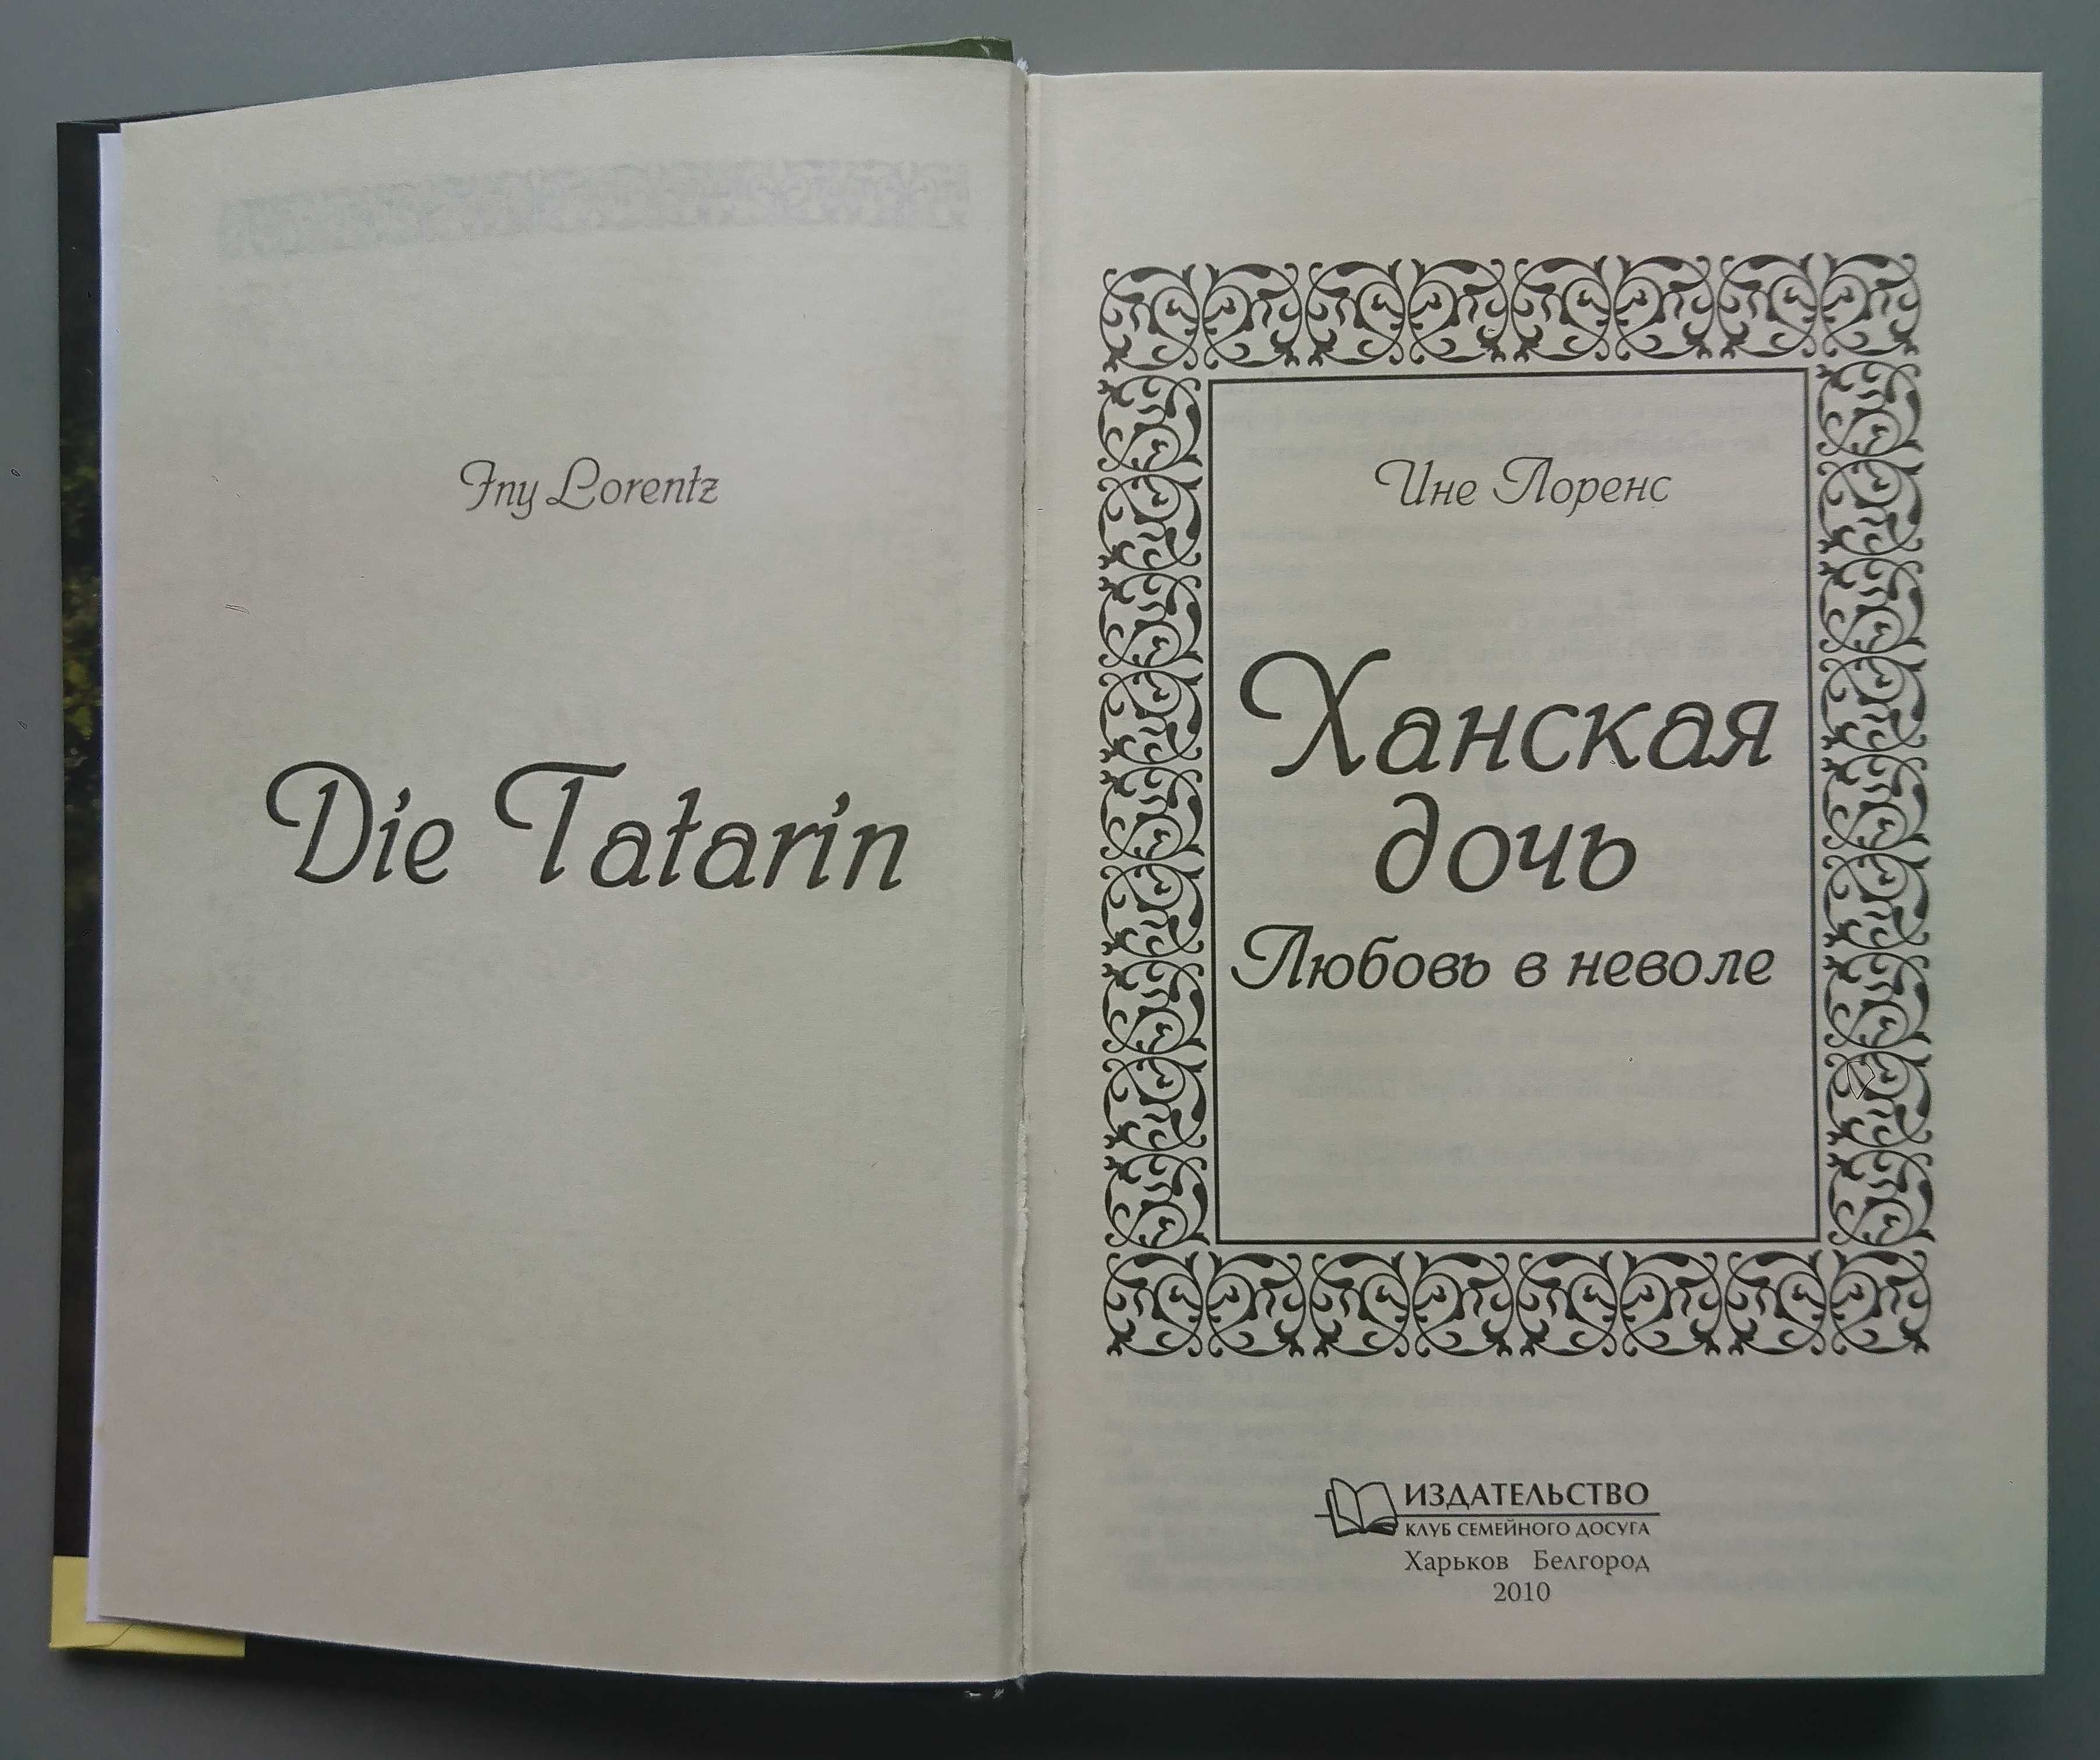 Iny Lorentz
Die Tatarin
Ине Лоренс
Ханская
дочь
Любовь в неволе
ИЗДАТЕЛЬСТВО
КЛУБ СЕМЕЙНОГО ДОСУГА
Харьков Белгород
2010